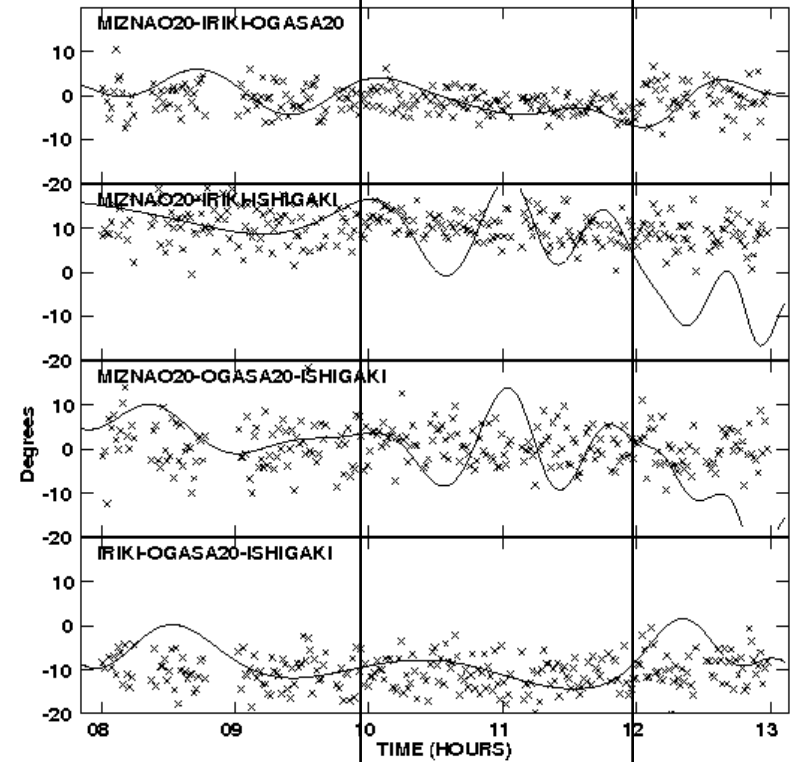 MIZNAO20-IRIKI-OGASA20
10
0
-10
-20
MIZNAO20-IRIKI-ISHIGAKI
10
0
-10
-20
MIZNAO20-OGASA20-ISHIGAKI
10
0
-10
-20
Degrees
IRIKI-OGASA20-ISHIGAKI
10
0
-10
-20
08 09 10 11 12 13
TIME (HOURS)